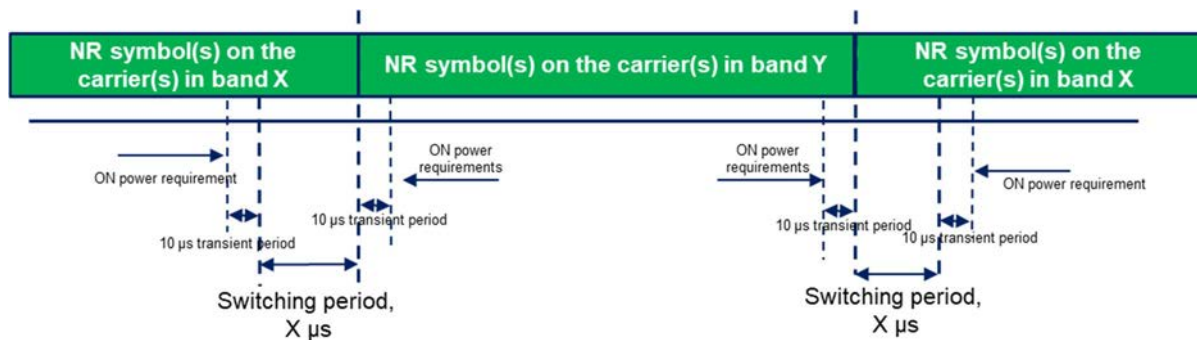 NR symbol(s) on the
carrier(s) in band X
NR symbol(s) on the carrier(s) in band Y
NR symbol(s) on the
carrier(s) in band X
ON power requirement
10 µs transient period
Switching period,
X µs
ON power
requirements
10 µs transient period
ON power
requirements
10 µs transient period
Switching period,
X µs
ON power requirement
10 µs transient period